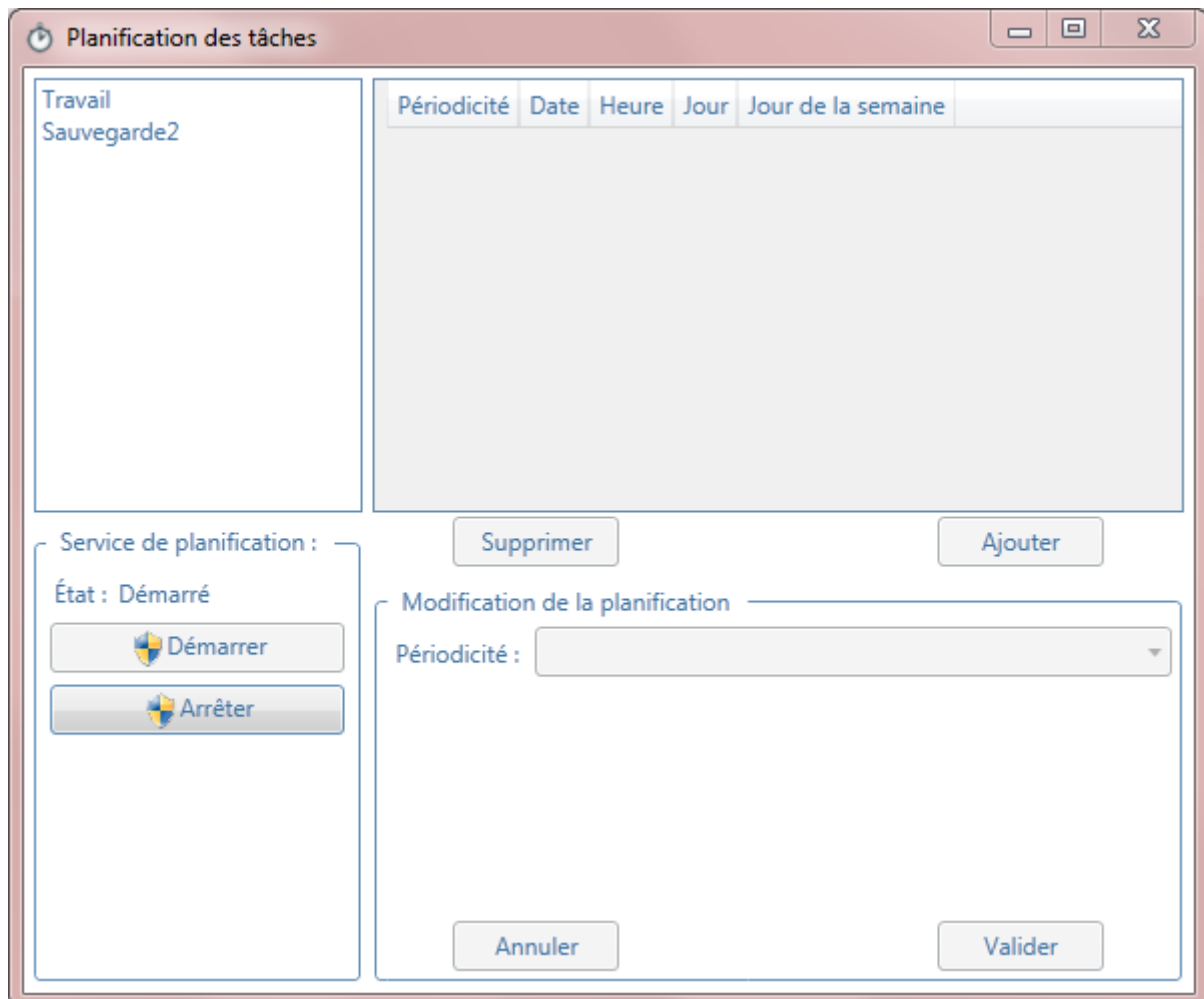 Planification des tâches
Travail
Sauvegarde2
Périodicité Date Heure Jour Jour de la semaine
Supprimer Ajouter
Service de planification :
État : Démarré
Démarrer
Arrêter
Modification de la planification
Périodicité :
Annuler Valider